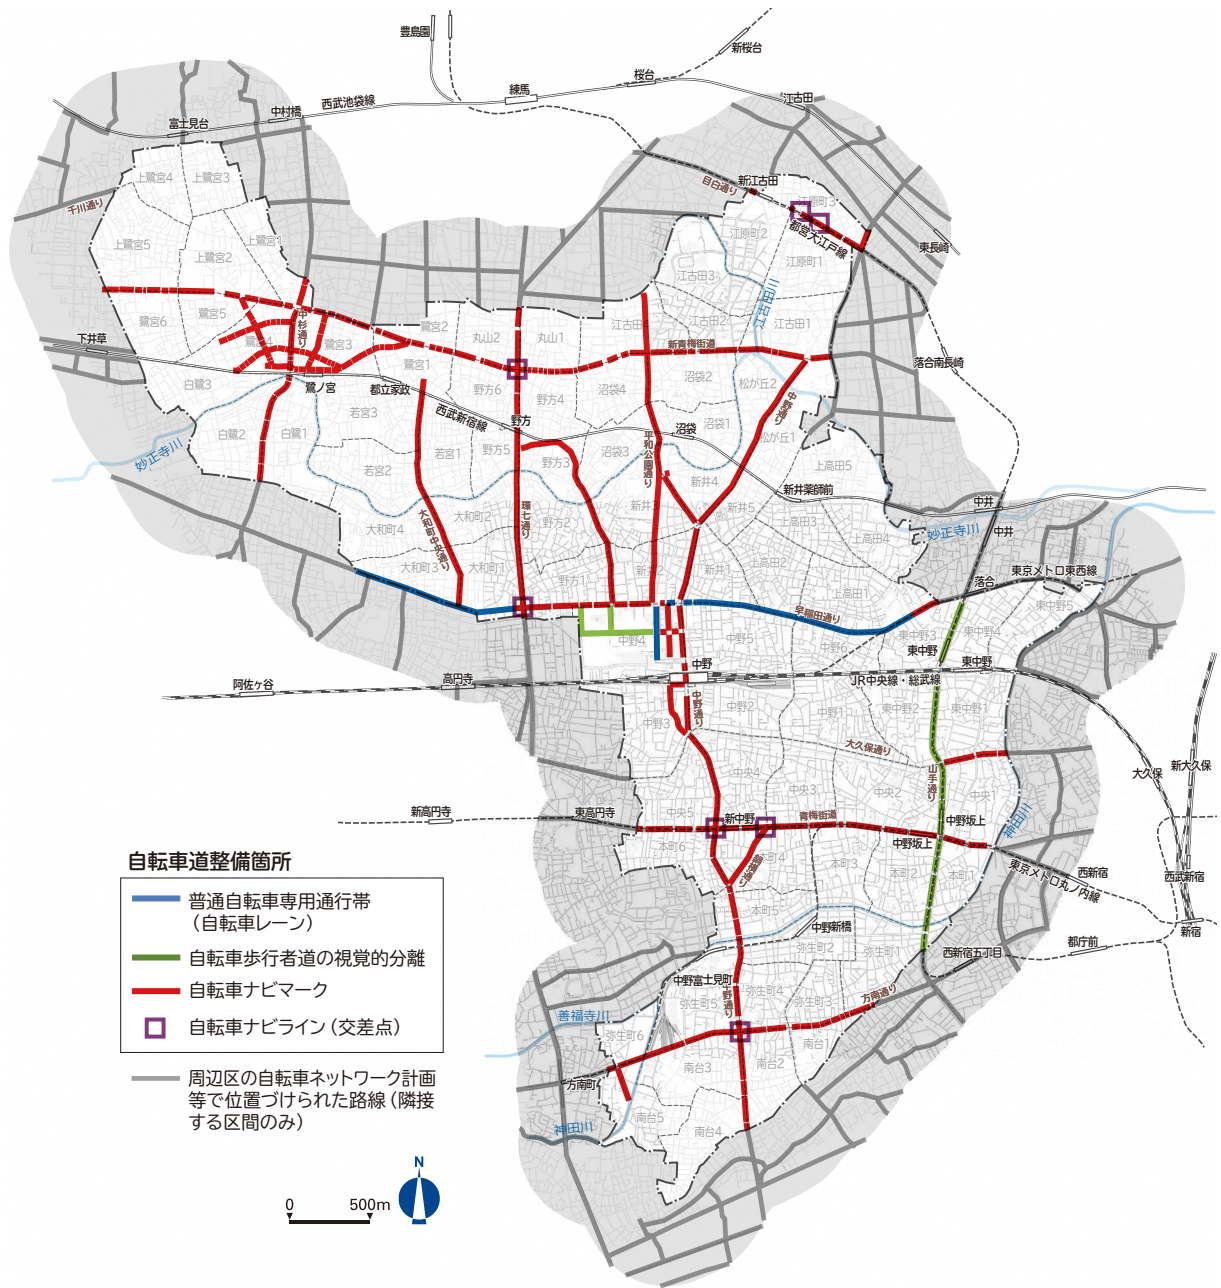 豊島園
新桜台
桜台
練馬
江古田
西武池袋線
中村橋
富士見台
新江古田
目白通り
上鷺宮4
上鷺宮3
千川通り
江原町3
上鷺宮5
上鷺宮1
上鷺宮2
江原町2
都営大江戸線
東長崎
江原町1
江古田3
江古田川
鷺宮6
鷺宮5
中杉通り
鷺宮2
丸山2
丸山1
江古田4
江古田2
江古田1
下井草
鷺宮4
鷺宮3
鷺宮1
新青梅街道
落合南長崎
白鷺3
鷺ノ宮
都立家政
野方6
野方4
沼袋4
沼袋2
松が丘2
若宮3
西武新宿線
野方
沼袋
沼袋1
中野通り
白鷺2
白鷺1
妙正寺川
若宮1
野方5
野方3
沼袋3
平和公園通り
松が丘1
若宮2
上高田5
新井4
新井薬師前
大和町2
環七通り
野方2
新井3
新井5
中井
大和町4
大和町中央通り
上高田3
妙正寺川
中井
上高田4
大和町3
大和町1
野方1
新井2
新井1
上高田2
東京メトロ東西線
上高田1
落合
早稲田通り
東中野5
中野4
中野5
中野6
東中野3
東中野4
東中野
中野
東中野
阿佐ケ谷
高円寺
JR中央線・総武線
中野3
中野通り
中野2
中野1
東中野2
東中野1
大久保通り
山手通り
大久保
新大久保
中央4
中央3
中央2
中央1
新高円寺
東高円寺
中央5
新中野
青梅街道
中野坂上
神田川
中野坂上
本町6
鍋横通り
本町4
本町3
本町2
本町1
東京メトロ丸ノ内線
西新宿
西武新宿
本町5
中野新橋
新宿
弥生町2
弥生町1
都庁前
西新宿五丁目
中野富士見町
中野通り
弥生町5
弥生町4
弥生町3
方南通り
善福寺川
弥生町6
南台1
南台3
南台2
方南町
南台5
南台4
神田川
自転車道整備箇所
普通自転車専用通行帯
（自転車レーン）
自転車歩行者道の視覚的分離
自転車ナビマーク
自転車ナビライン（交差点）
周辺区の自転車ネットワーク計画
等で位置づけられた路線（隣接
する区間のみ）
N
0
500m